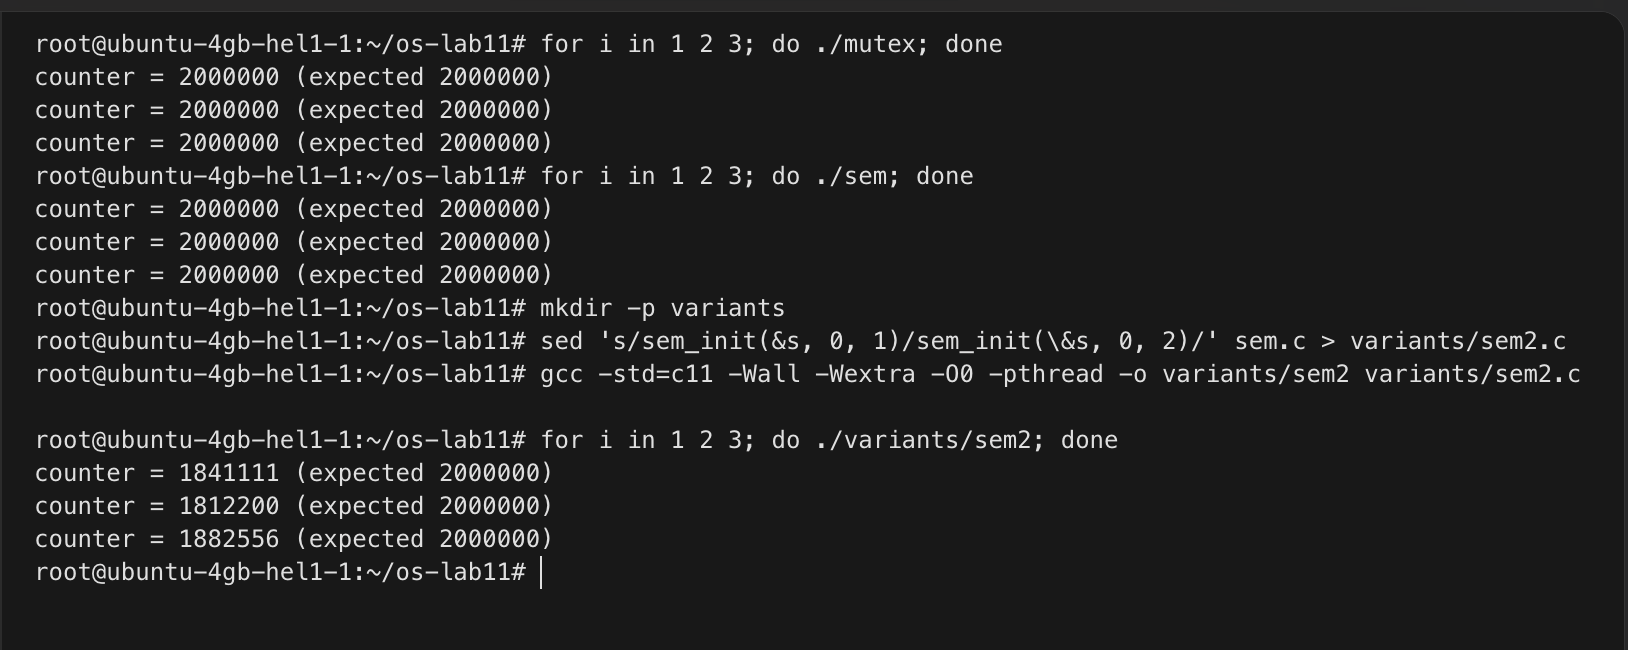 root@ubuntu-4gb-hel1-1:~/os-lab11# for i in 1 2 3; do ./mutex; done
counter = 2000000 (expected 2000000)
counter = 2000000 (expected 2000000)
counter = 2000000 (expected 2000000)
root@ubuntu-4gb-hel1-1:~/os-lab11# for i in 1 2 3; do ./sem; done
counter = 2000000 (expected 2000000)
counter = 2000000 (expected 2000000)
counter = 2000000 (expected 2000000)
root@ubuntu-4gb-hel1-1:~/os-lab11# mkdir -p variants
root@ubuntu-4gb-hel1-1:~/os-lab11# sed 's/sem_init(&s, 0, 1)/sem_init(\&s, 0, 2)/' sem.c > variants/sem2.c
root@ubuntu-4gb-hel1-1:~/os-lab11# gcc -std=c11 -Wall -Wextra -O0 -pthread -o variants/sem2 variants/sem2.c
root@ubuntu-4gb-hel1-1:~/os-lab11# for i in 1 2 3; do ./variants/sem2; done
counter = 1841111 (expected 2000000)
counter = 1812200 (expected 2000000)
counter = 1882556 (expected 2000000)
root@ubuntu-4gb-hel1-1:~/os-lab11#